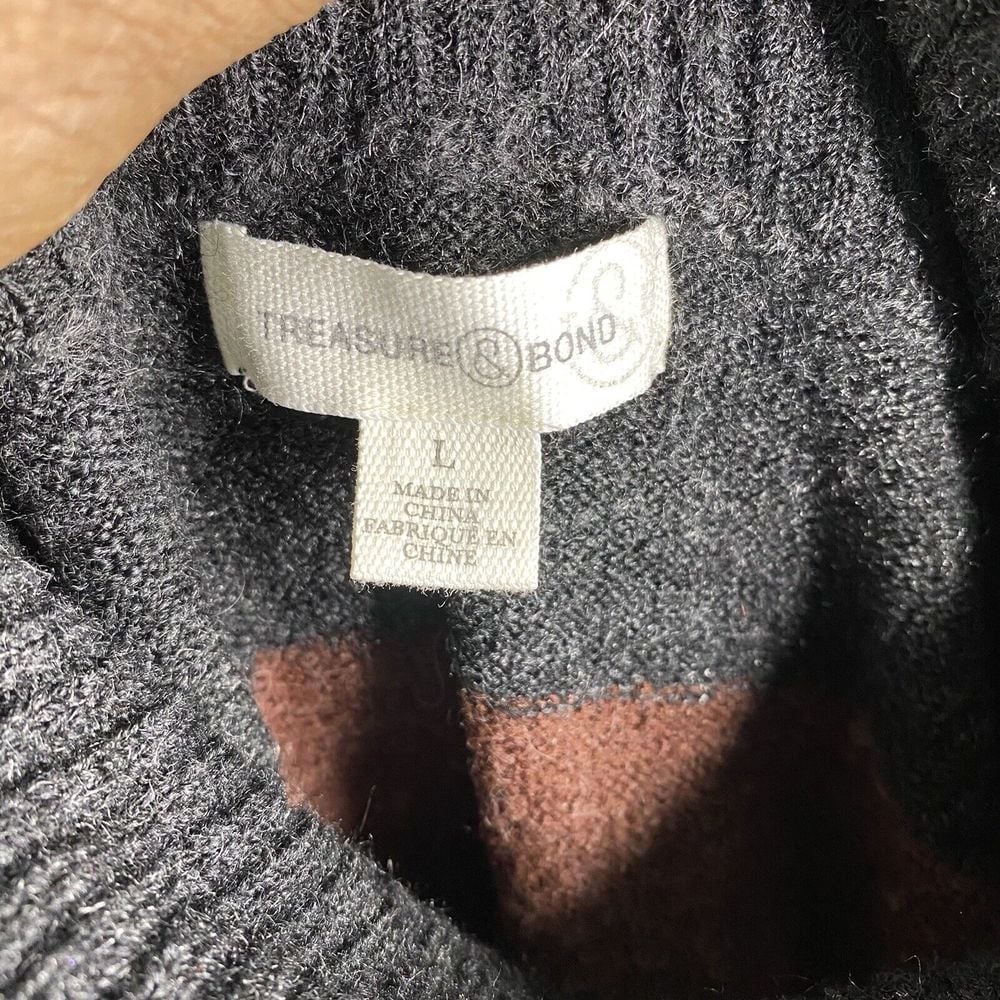 TREASURE & BOND
&
L
MADE IN
CHINA
FABRIQUE EN
CHINE